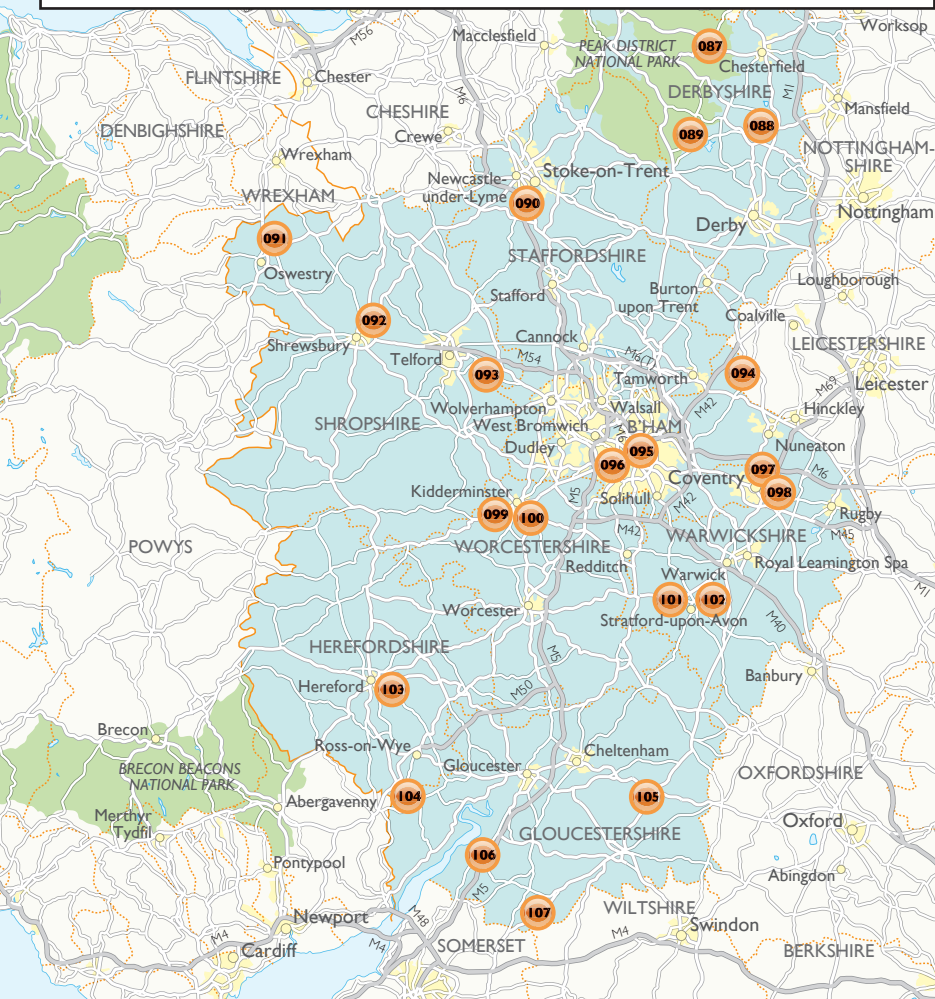 Worksop
M56
Macclesfield
PEAK DISTRICT
NATIONAL PARK
087
Chesterfield
FLINTSHIRE
Chester
M6
DERBYSHIRE
M1
Mansfield
CHESHIRE
DENBIGHSHIRE
Crewe
089
088
NOTTINGHAM-
SHIRE
Wrexham
Newcastle-
under-Lyme
Stoke-on-Trent
WREXHAM
090
Derby
Nottingham
091
Oswestry
STAFFORDSHIRE
Stafford
Burton
upon Trent
Loughborough
092
Shrewsbury
Coalville
Cannock
Telford
M54
M6(T)
LEICESTERSHIRE
093
Tamworth
094
M69
Leicester
Wolverhampton
Walsall
M42
Hinckley
SHROPSHIRE
West Bromwich
M6
B'HAM
Dudley
095
Nuneaton
096
097
M6
Coventry
Kidderminster
M5
Solihull
M42
098
Rugby
099
100
M42
M45
POWYS
WORCESTERSHIRE
WARWICKSHIRE
Redditch
Royal Leamington Spa
Warwick
M1
Worcester
101
102
Stratford-upon-Avon
M40
HEREFORDSHIRE
M5
Hereford
103
M50
Banbury
Brecon
Ross-on-Wye
Cheltenham
BRECON BEACONS
NATIONAL PARK
Gloucester
OXFORDSHIRE
Abergavenny
104
105
Merthyr
Tydfil
GLOUCESTERSHIRE
Oxford
106
Pontypool
Abingdon
M5
107
WILTSHIRE
Newport
M48
Swindon
M4
M4
M4
Cardiff
SOMERSET
BERKSHIRE